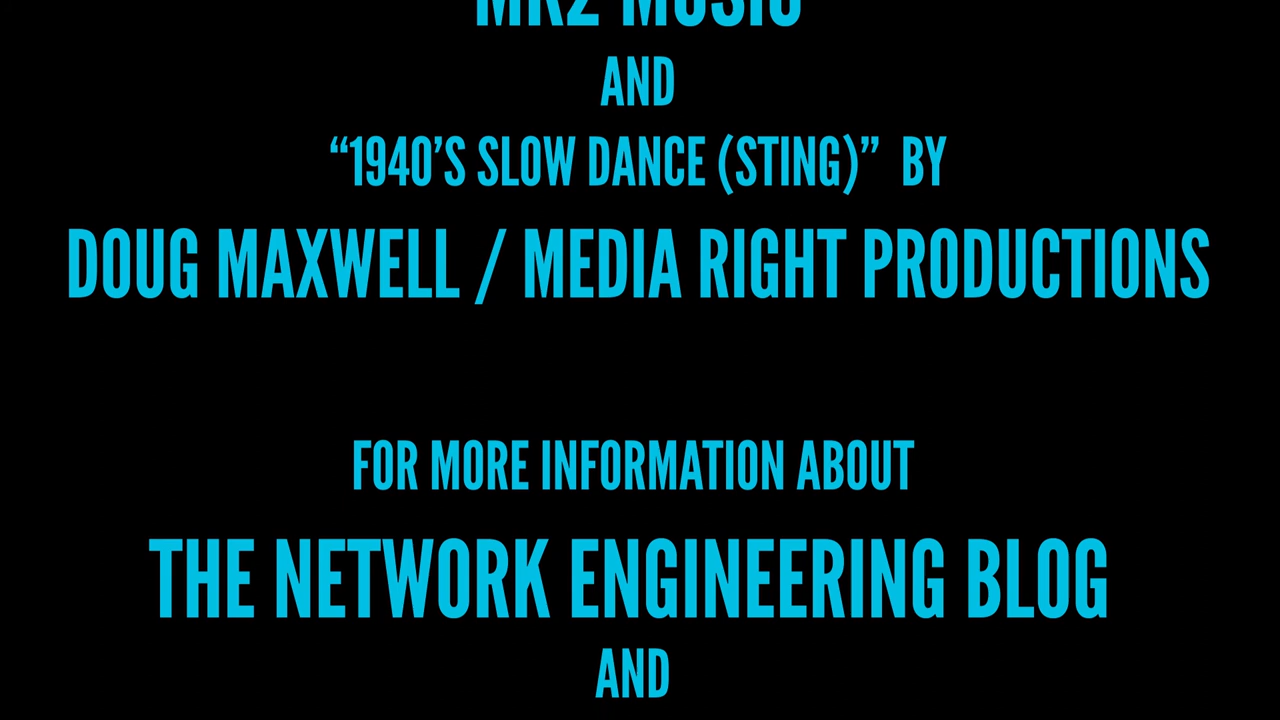 AND
“1940’S SLOW DANCE (STING)” BY
DOUG MAXWELL / MEDIA RIGHT PRODUCTIONS
FOR MORE INFORMATION ABOUT
THE NETWORK ENGINEERING BLOG
AND